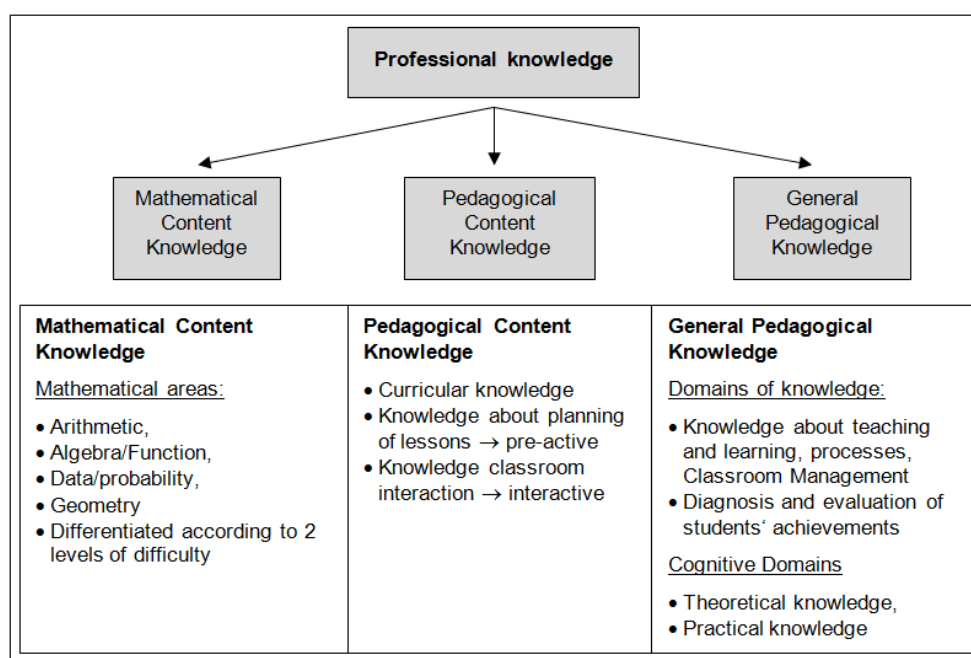 Professional knowledge
Mathematical
Content
Knowledge
Pedagogical
Content
Knowledge
General
Pedagogical
Knowledge
Mathematical Content
Knowledge
Mathematical areas:
• Arithmetic,
• Algebra/Function,
• Data/probability,
• Geometry
• Differentiated according to 2
levels of difficulty
Pedagogical Content
Knowledge
• Curricular knowledge
• Knowledge about planning
of lessons → pre-active
• Knowledge classroom
interaction → interactive
General Pedagogical
Knowledge
Domains of knowledge:
• Knowledge about teaching
and learning, processes,
Classroom Management
• Diagnosis and evaluation of
students‘ achievements
Cognitive Domains
• Theoretical knowledge,
• Practical knowledge